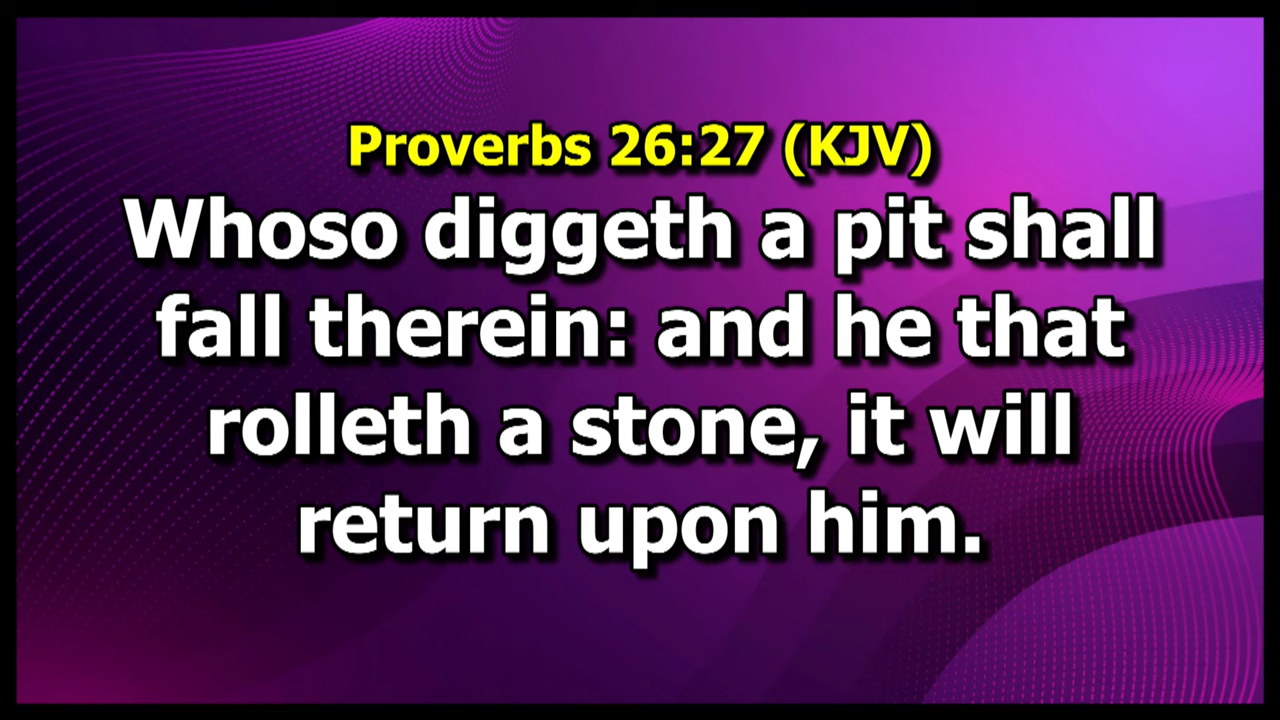 Proverbs 26:27 (KJV)
Whoso diggeth a pit shall
fall therein: and he that
rolleth a stone, it will
return upon him.